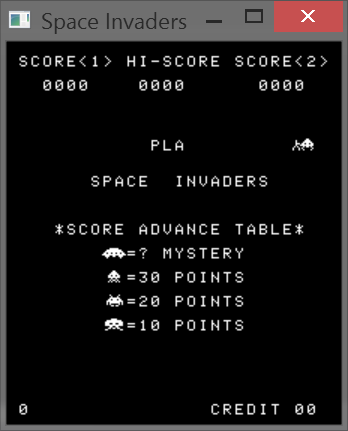 Space Invaders
SCORE<1> HI-SCORE SCORE<2>
0000 0000 0000
PLA
SPACE INVADERS
*SCORE ADVANCE TABLE*
=? MYSTERY
=30 POINTS
=20 POINTS
=10 POINTS
0 CREDIT 00